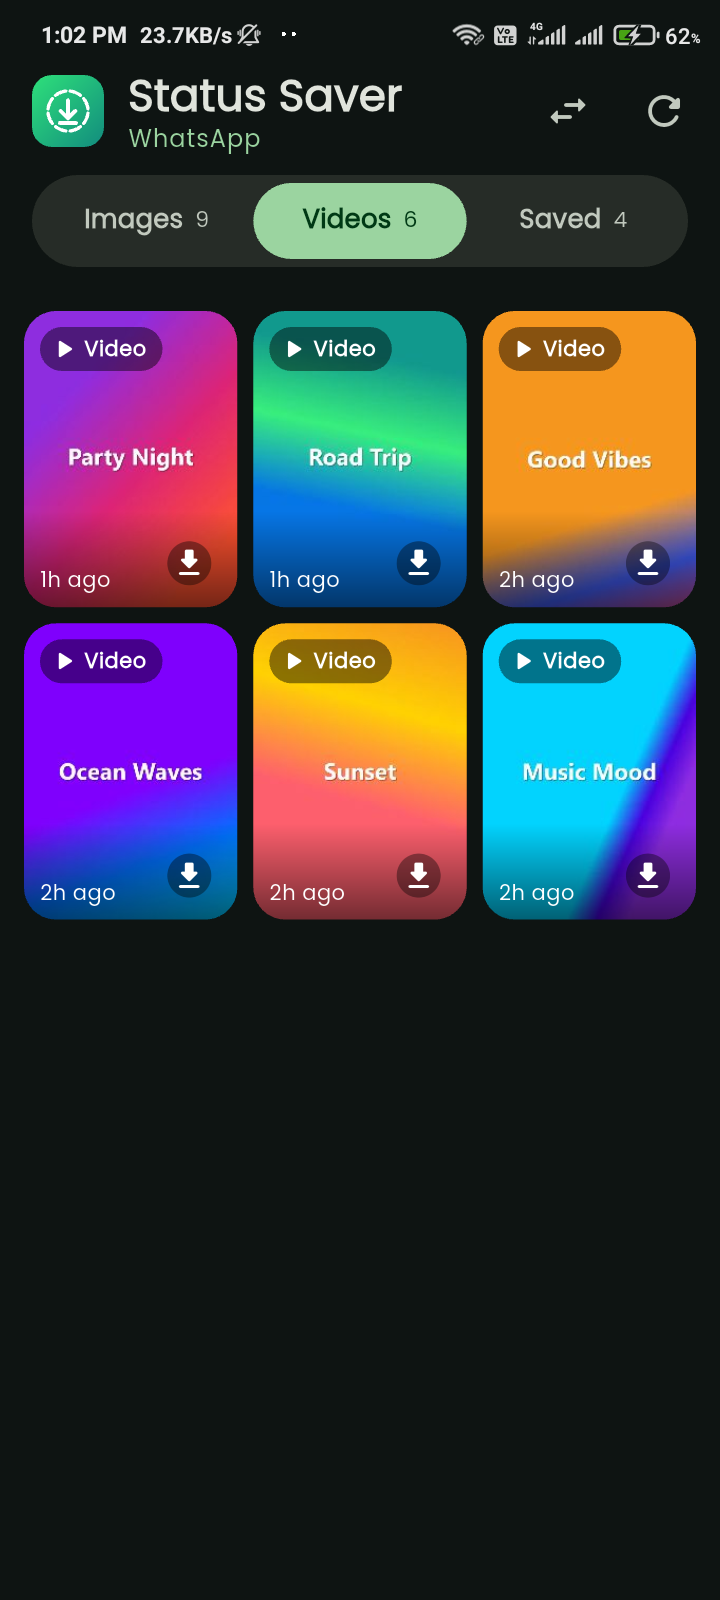 1:02 PM 23.7KB/s 4G Vo LTE 62%
Status Saver
WhatsApp
Images 9 Videos 6 Saved 4
Video Video Video
Party Night Road Trip Good Vibes
1h ago 1h ago 2h ago
Video Video Video
Ocean Waves Sunset Music Mood
2h ago 2h ago 2h ago